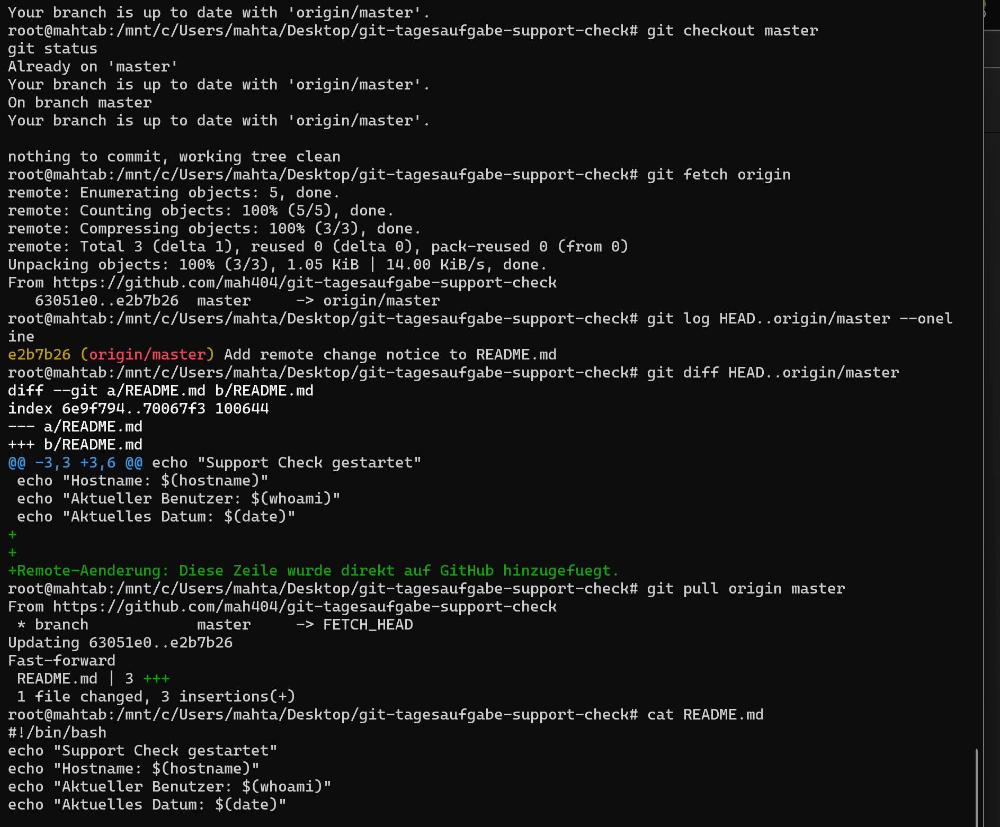 Your branch is up to date with 'origin/master'.
root@mahtab:/mnt/c/Users/mahta/Desktop/git-tagesaufgabe-support-check# git checkout master
git status
Already on 'master'
Your branch is up to date with 'origin/master'.
On branch master
Your branch is up to date with 'origin/master'.

nothing to commit, working tree clean
root@mahtab:/mnt/c/Users/mahta/Desktop/git-tagesaufgabe-support-check# git fetch origin
remote: Enumerating objects: 5, done.
remote: Counting objects: 100% (5/5), done.
remote: Compressing objects: 100% (3/3), done.
remote: Total 3 (delta 1), reused 0 (delta 0), pack-reused 0 (from 0)
Unpacking objects: 100% (3/3), 1.05 KiB | 14.00 KiB/s, done.
From https://github.com/mah404/git-tagesaufgabe-support-check
   63051e0..e2b7b26  master     -> origin/master
root@mahtab:/mnt/c/Users/mahta/Desktop/git-tagesaufgabe-support-check# git log HEAD..origin/master --onel
ine
e2b7b26 (origin/master) Add remote change notice to README.md
root@mahtab:/mnt/c/Users/mahta/Desktop/git-tagesaufgabe-support-check# git diff HEAD..origin/master
diff --git a/README.md b/README.md
index 6e9f794..70067f3 100644
--- a/README.md
+++ b/README.md
@@ -3,3 +3,6 @@ echo "Support Check gestartet"
 echo "Hostname: $(hostname)"
 echo "Aktueller Benutzer: $(whoami)"
 echo "Aktuelles Datum: $(date)"
+
+
+Remote-Aenderung: Diese Zeile wurde direkt auf GitHub hinzugefuegt.
root@mahtab:/mnt/c/Users/mahta/Desktop/git-tagesaufgabe-support-check# git pull origin master
From https://github.com/mah404/git-tagesaufgabe-support-check
 * branch            master     -> FETCH_HEAD
Updating 63051e0..e2b7b26
Fast-forward
 README.md | 3 +++
 1 file changed, 3 insertions(+)
root@mahtab:/mnt/c/Users/mahta/Desktop/git-tagesaufgabe-support-check# cat README.md
#!/bin/bash
echo "Support Check gestartet"
echo "Hostname: $(hostname)"
echo "Aktueller Benutzer: $(whoami)"
echo "Aktuelles Datum: $(date)"